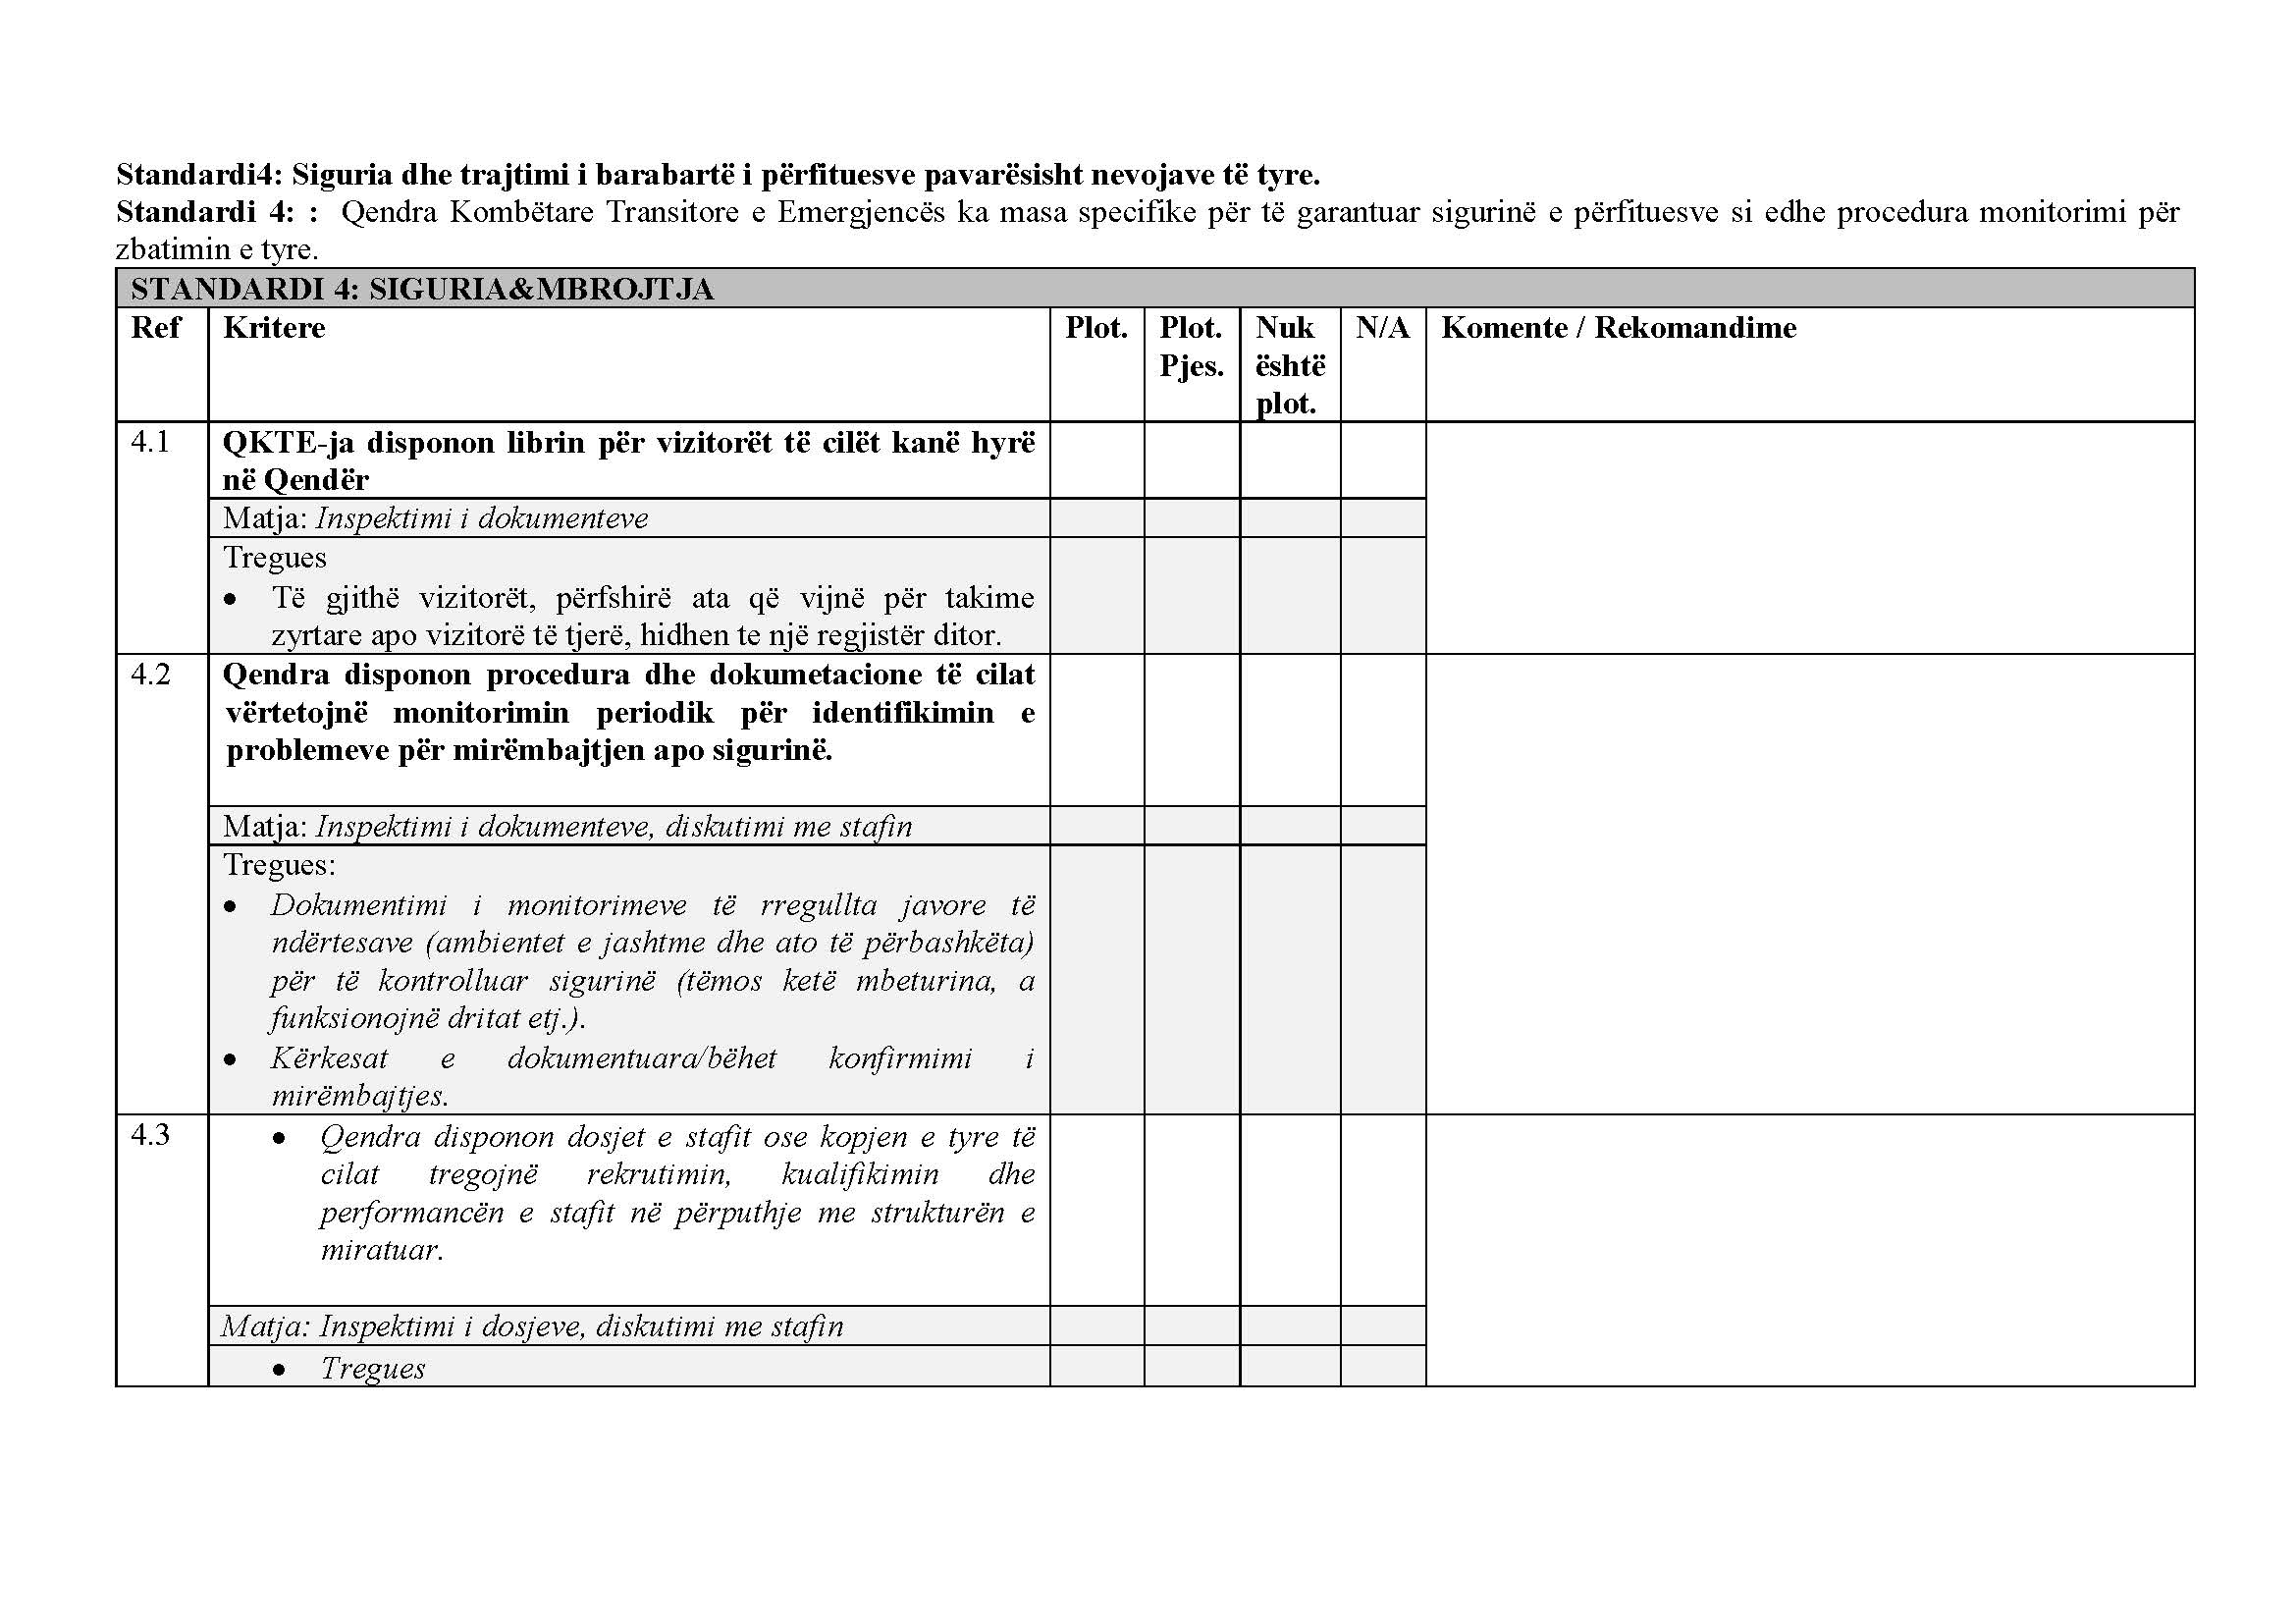 Standardi4: Siguria dhe trajtimi i barabartë i përfituesve pavarësisht nevojave të tyre.
Standardi 4: : Qendra Kombëtare Transitore e Emergjencës ka masa specifike për të garantuar sigurinë e përfituesve si edhe procedura monitorimi për
zbatimin e tyre.
STANDARDI 4: SIGURIA&MBROJTJA
Ref Kritere Plot. Plot. Nuk N/A Komente / Rekomandime
Pjes. është
plot.
4.1 QKTE-ja disponon librin për vizitorët të cilët kanë hyrë
në Qendër
Matja: Inspektimi i dokumenteve
Tregues
• Të gjithë vizitorët, përfshirë ata që vijnë për takime
zyrtare apo vizitorë të tjerë, hidhen te një regjistër ditor.
4.2 Qendra disponon procedura dhe dokumetacione të cilat
vërtetojnë monitorimin periodik për identifikimin e
problemeve për mirëmbajtjen apo sigurinë.
Matja: Inspektimi i dokumenteve, diskutimi me stafin
Tregues:
• Dokumentimi i monitorimeve të rregullta javore të
ndërtesave (ambientet e jashtme dhe ato të përbashkëta)
për të kontrolluar sigurinë (tëmos ketë mbeturina, a
funksionojnë dritat etj.).
• Kërkesat e dokumentuara/bëhet konfirmimi i
mirëmbajtjes.
4.3 • Qendra disponon dosjet e stafit ose kopjen e tyre të
cilat tregojnë rekrutimin, kualifikimin dhe
performancën e stafit në përputhje me strukturën e
miratuar.
Matja: Inspektimi i dosjeve, diskutimi me stafin
• Tregues